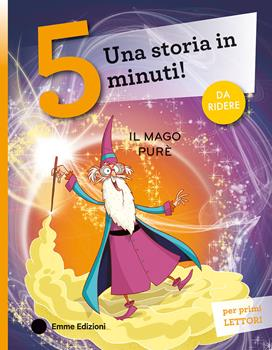 5
Una storia in
minuti!
DA
RIDERE
IL MAGO
PURÈ
per primi
LETTORI
Emme Edizioni